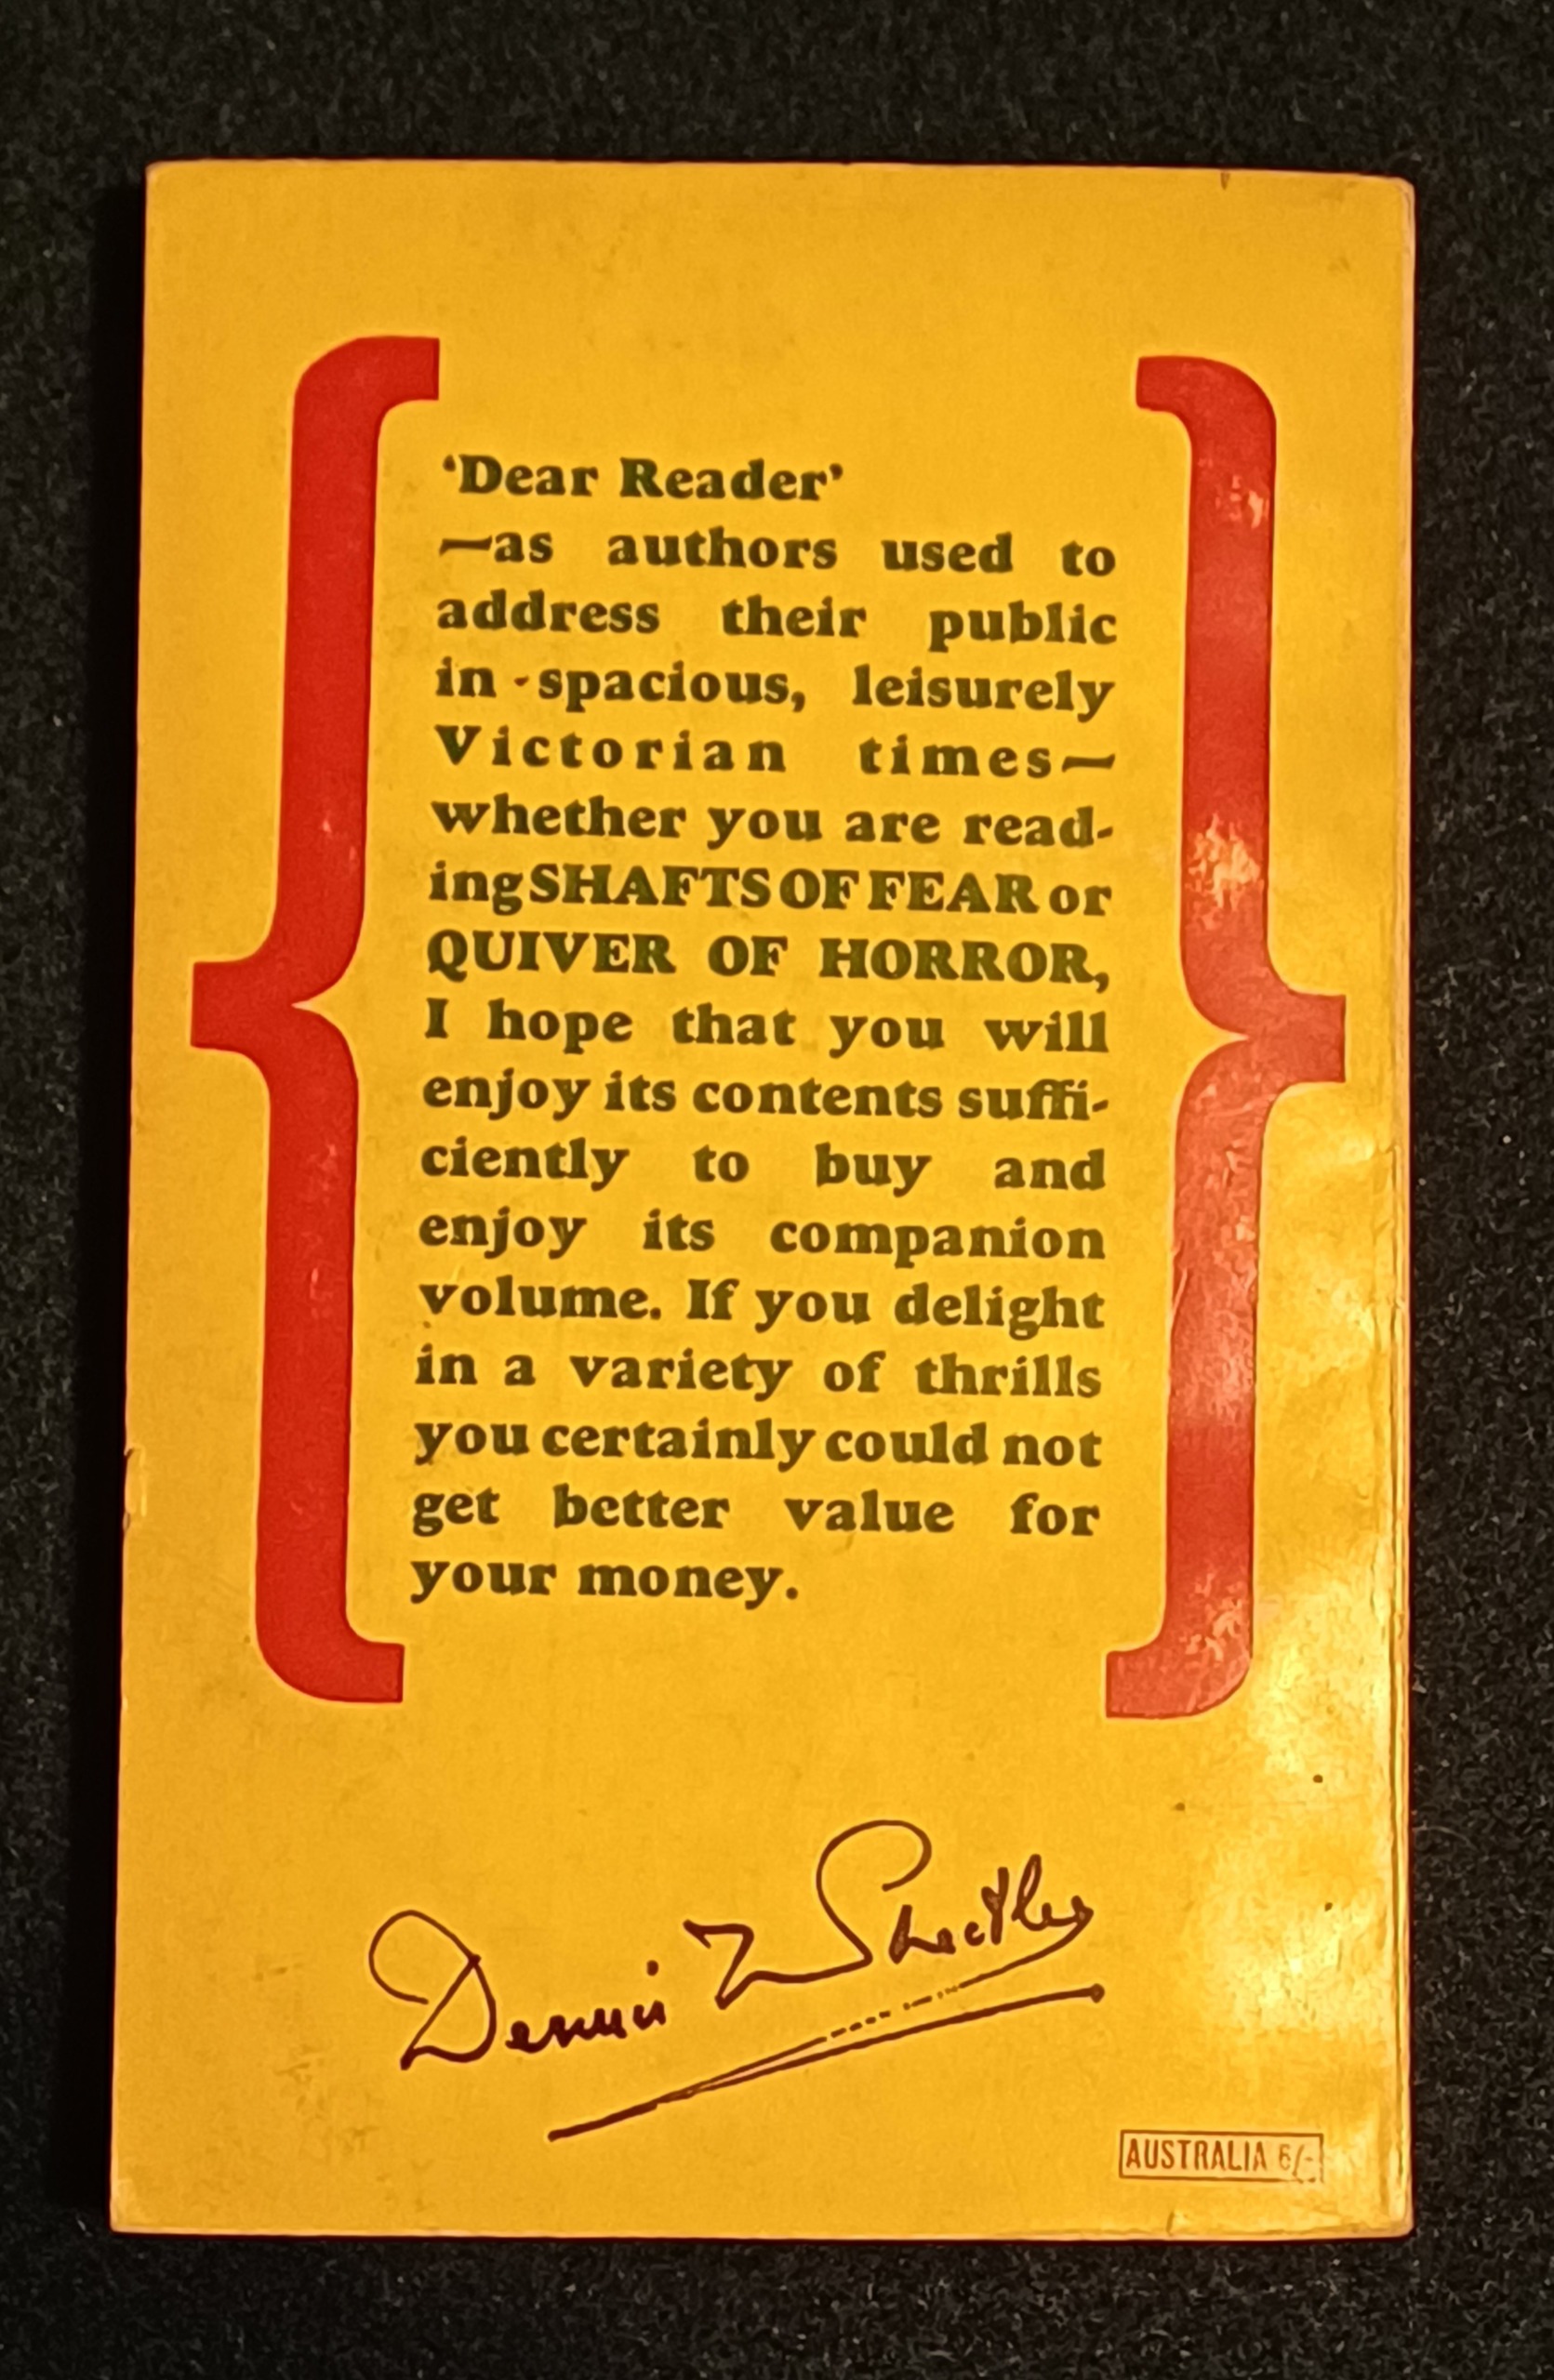 ‘Dear Reader’
—as authors used to
address their public
in spacious, leisurely
Victorian times—
whether you are read-
ing SHAFTS OF FEAR or
QUIVER OF HORROR,
I hope that you will
enjoy its contents suffi-
ciently to buy and
enjoy its companion
volume. If you delight
in a variety of thrills
you certainly could not
get better value for
your money.
Dennis Wheatley
AUSTRALIA 6/-